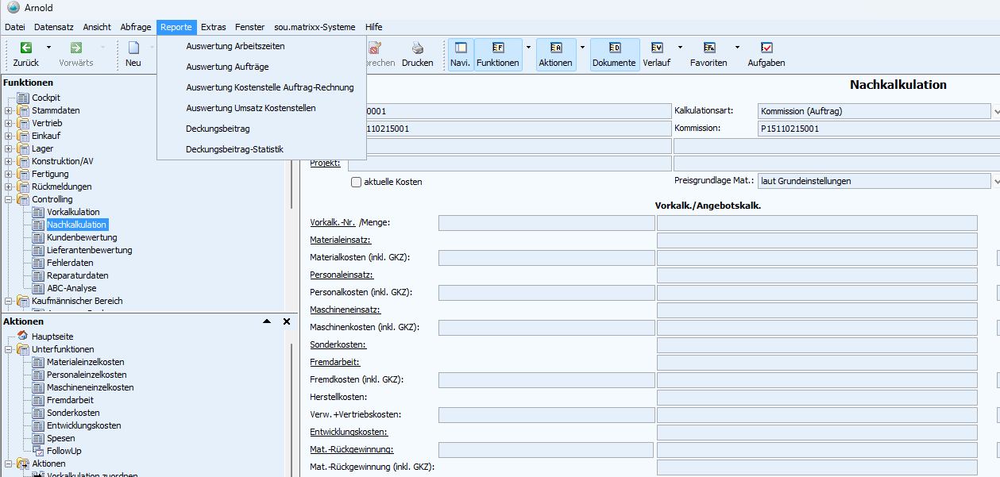 Arnold
Datei Datensatz Ansicht Abfrage Reporte Extras Fenster sou.matrixx-Systeme Hilfe
Zurück Vorwärts Neu Drucken Navi. Funktionen Aktionen Dokumente Verlauf Favoriten Aufgaben
Auswertung Arbeitszeiten
Auswertung Aufträge
Auswertung Kostenstelle Auftrag-Rechnung
Auswertung Umsatz Kostenstellen
Deckungsbeitrag
Deckungsbeitrag-Statistik
Funktionen
Cockpit
Stammdaten
Vertrieb
Einkauf
Lager
Konstruktion/AV
Fertigung
Rückmeldungen
Controlling
Vorkalkulation
Nachkalkulation
Kundenbewertung
Lieferantenbewertung
Fehlerdaten
Reparaturdaten
ABC-Analyse
Kaufmännischer Bereich
Aktionen
Hauptseite
Unterfunktionen
Materialeinzelkosten
Personaleinzelkosten
Maschineneinzelkosten
Fremdarbeit
Sonderkosten
Entwicklungskosten
Spesen
FollowUp
Aktionen
Vorkalkulation zuordnen
Nachkalkulation
0001 Kalkulationsart: Kommission (Auftrag)
110215001 Kommission: P15110215001
Projekt:
aktuelle Kosten Preisgrundlage Mat.: laut Grundeinstellungen
Vorkalk./Angebotskalk.
Vorkalk.-Nr. /Menge:
Materialeinsatz:
Materialkosten (inkl. GKZ):
Personaleinsatz:
Personalkosten (inkl. GKZ):
Maschineneinsatz:
Maschinenkosten (inkl. GKZ):
Sonderkosten:
Fremdarbeit:
Fremdkosten (inkl. GKZ):
Herstellkosten:
Verw.+Vertriebskosten:
Entwicklungskosten:
Mat.-Rückgewinnung:
Mat.-Rückgewinnung (inkl. GKZ):